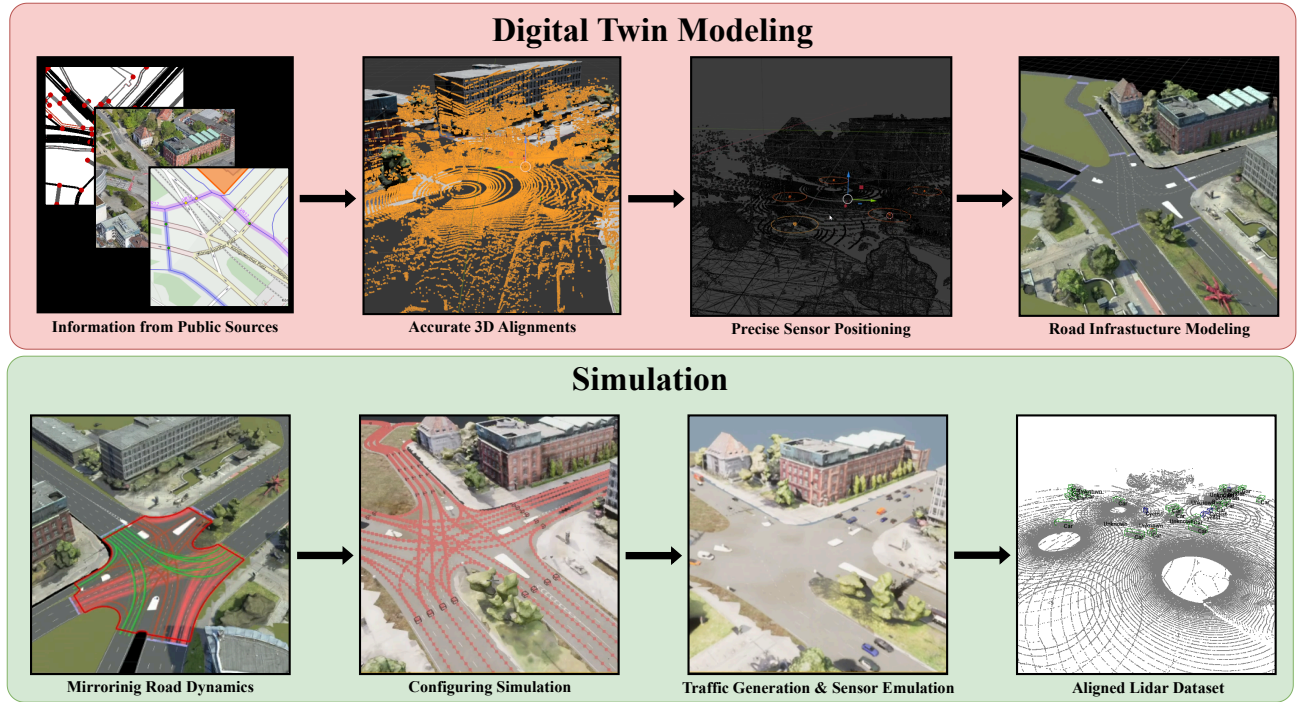 Digital Twin Modeling
Information from Public Sources
Accurate 3D Alignments
Precise Sensor Positioning
Road Infrastucture Modeling
Simulation
Mirrorinig Road Dynamics
Configuring Simulation
Traffic Generation & Sensor Emulation
Aligned Lidar Dataset